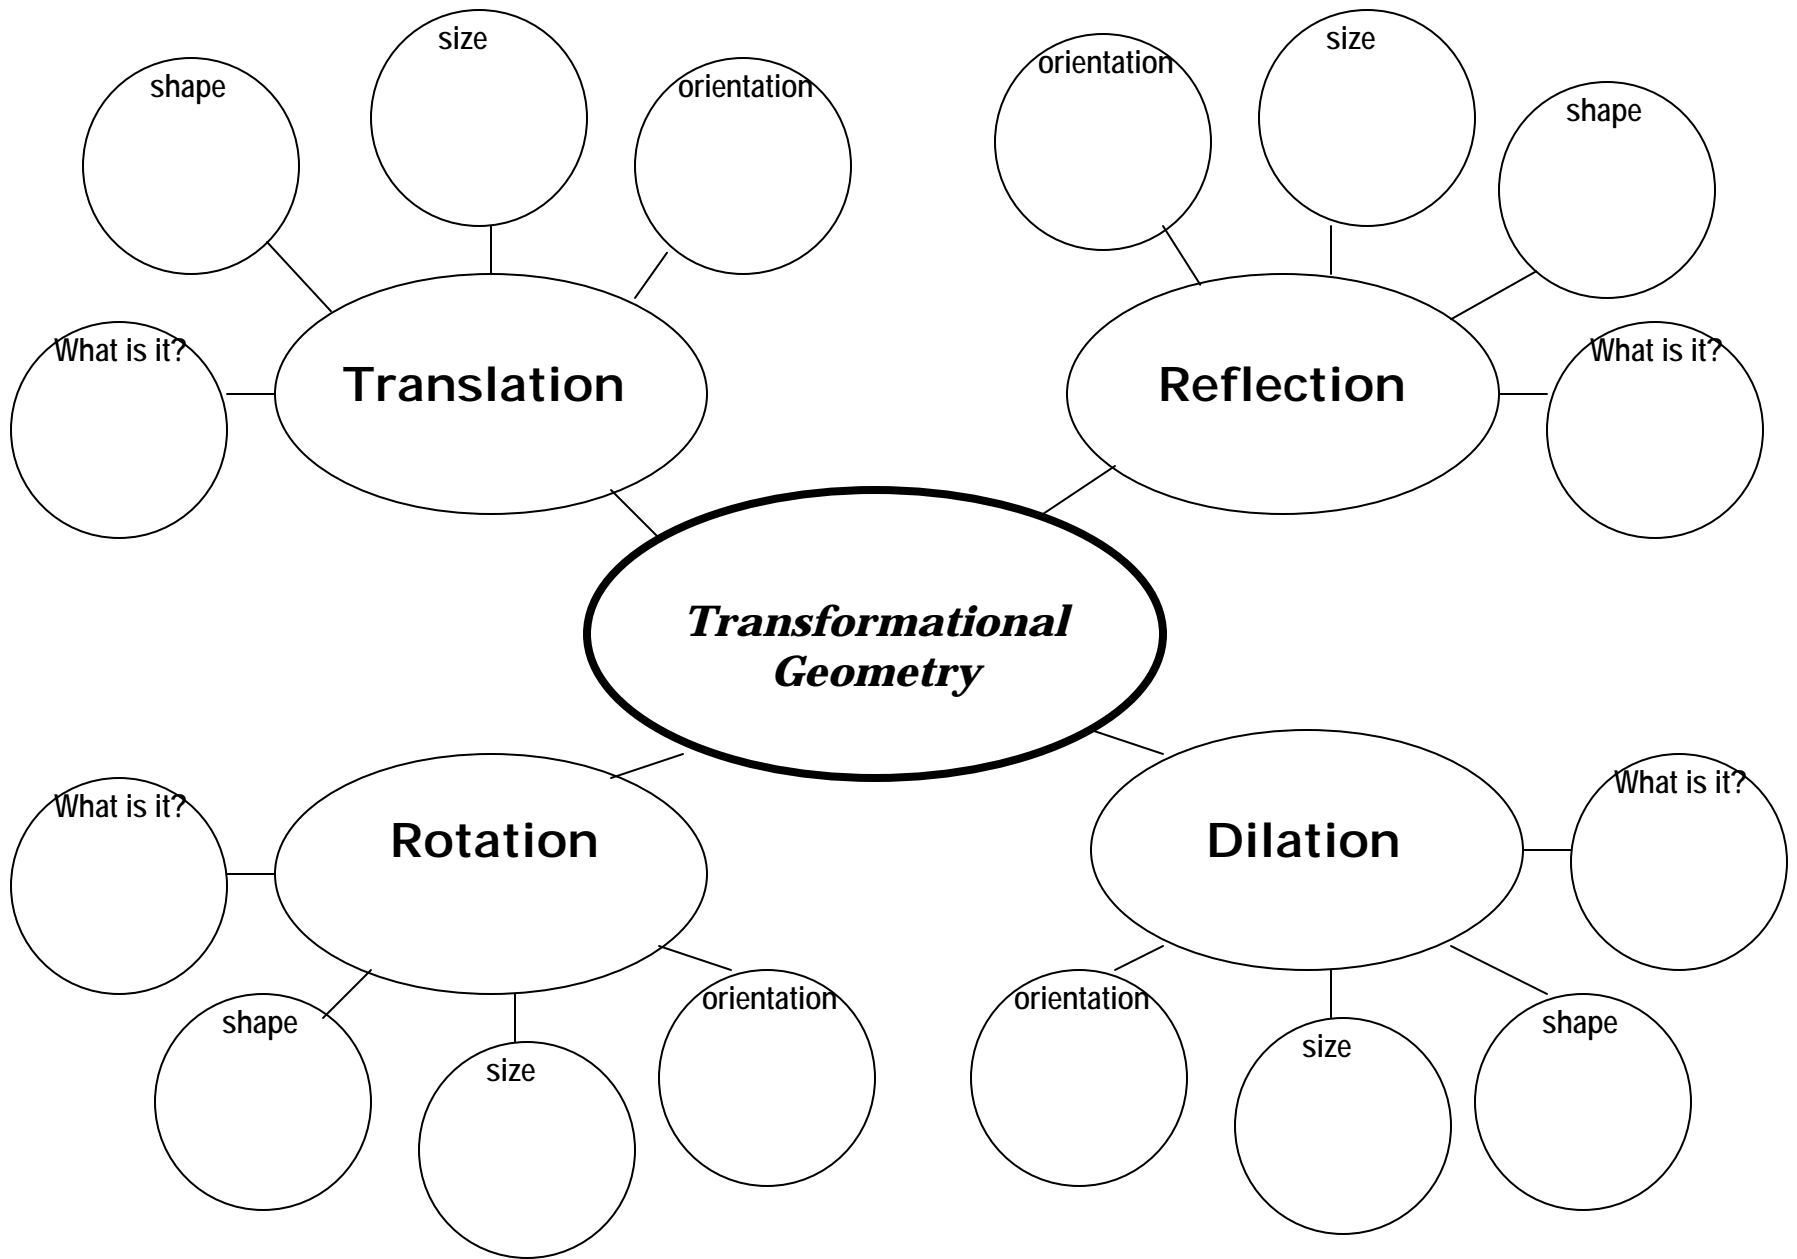 shape
size
orientation
What is it?
Translation
orientation
size
shape
What is it?
Reflection
Transformational
Geometry
What is it?
Rotation
shape
size
orientation
Dilation
What is it?
orientation
size
shape